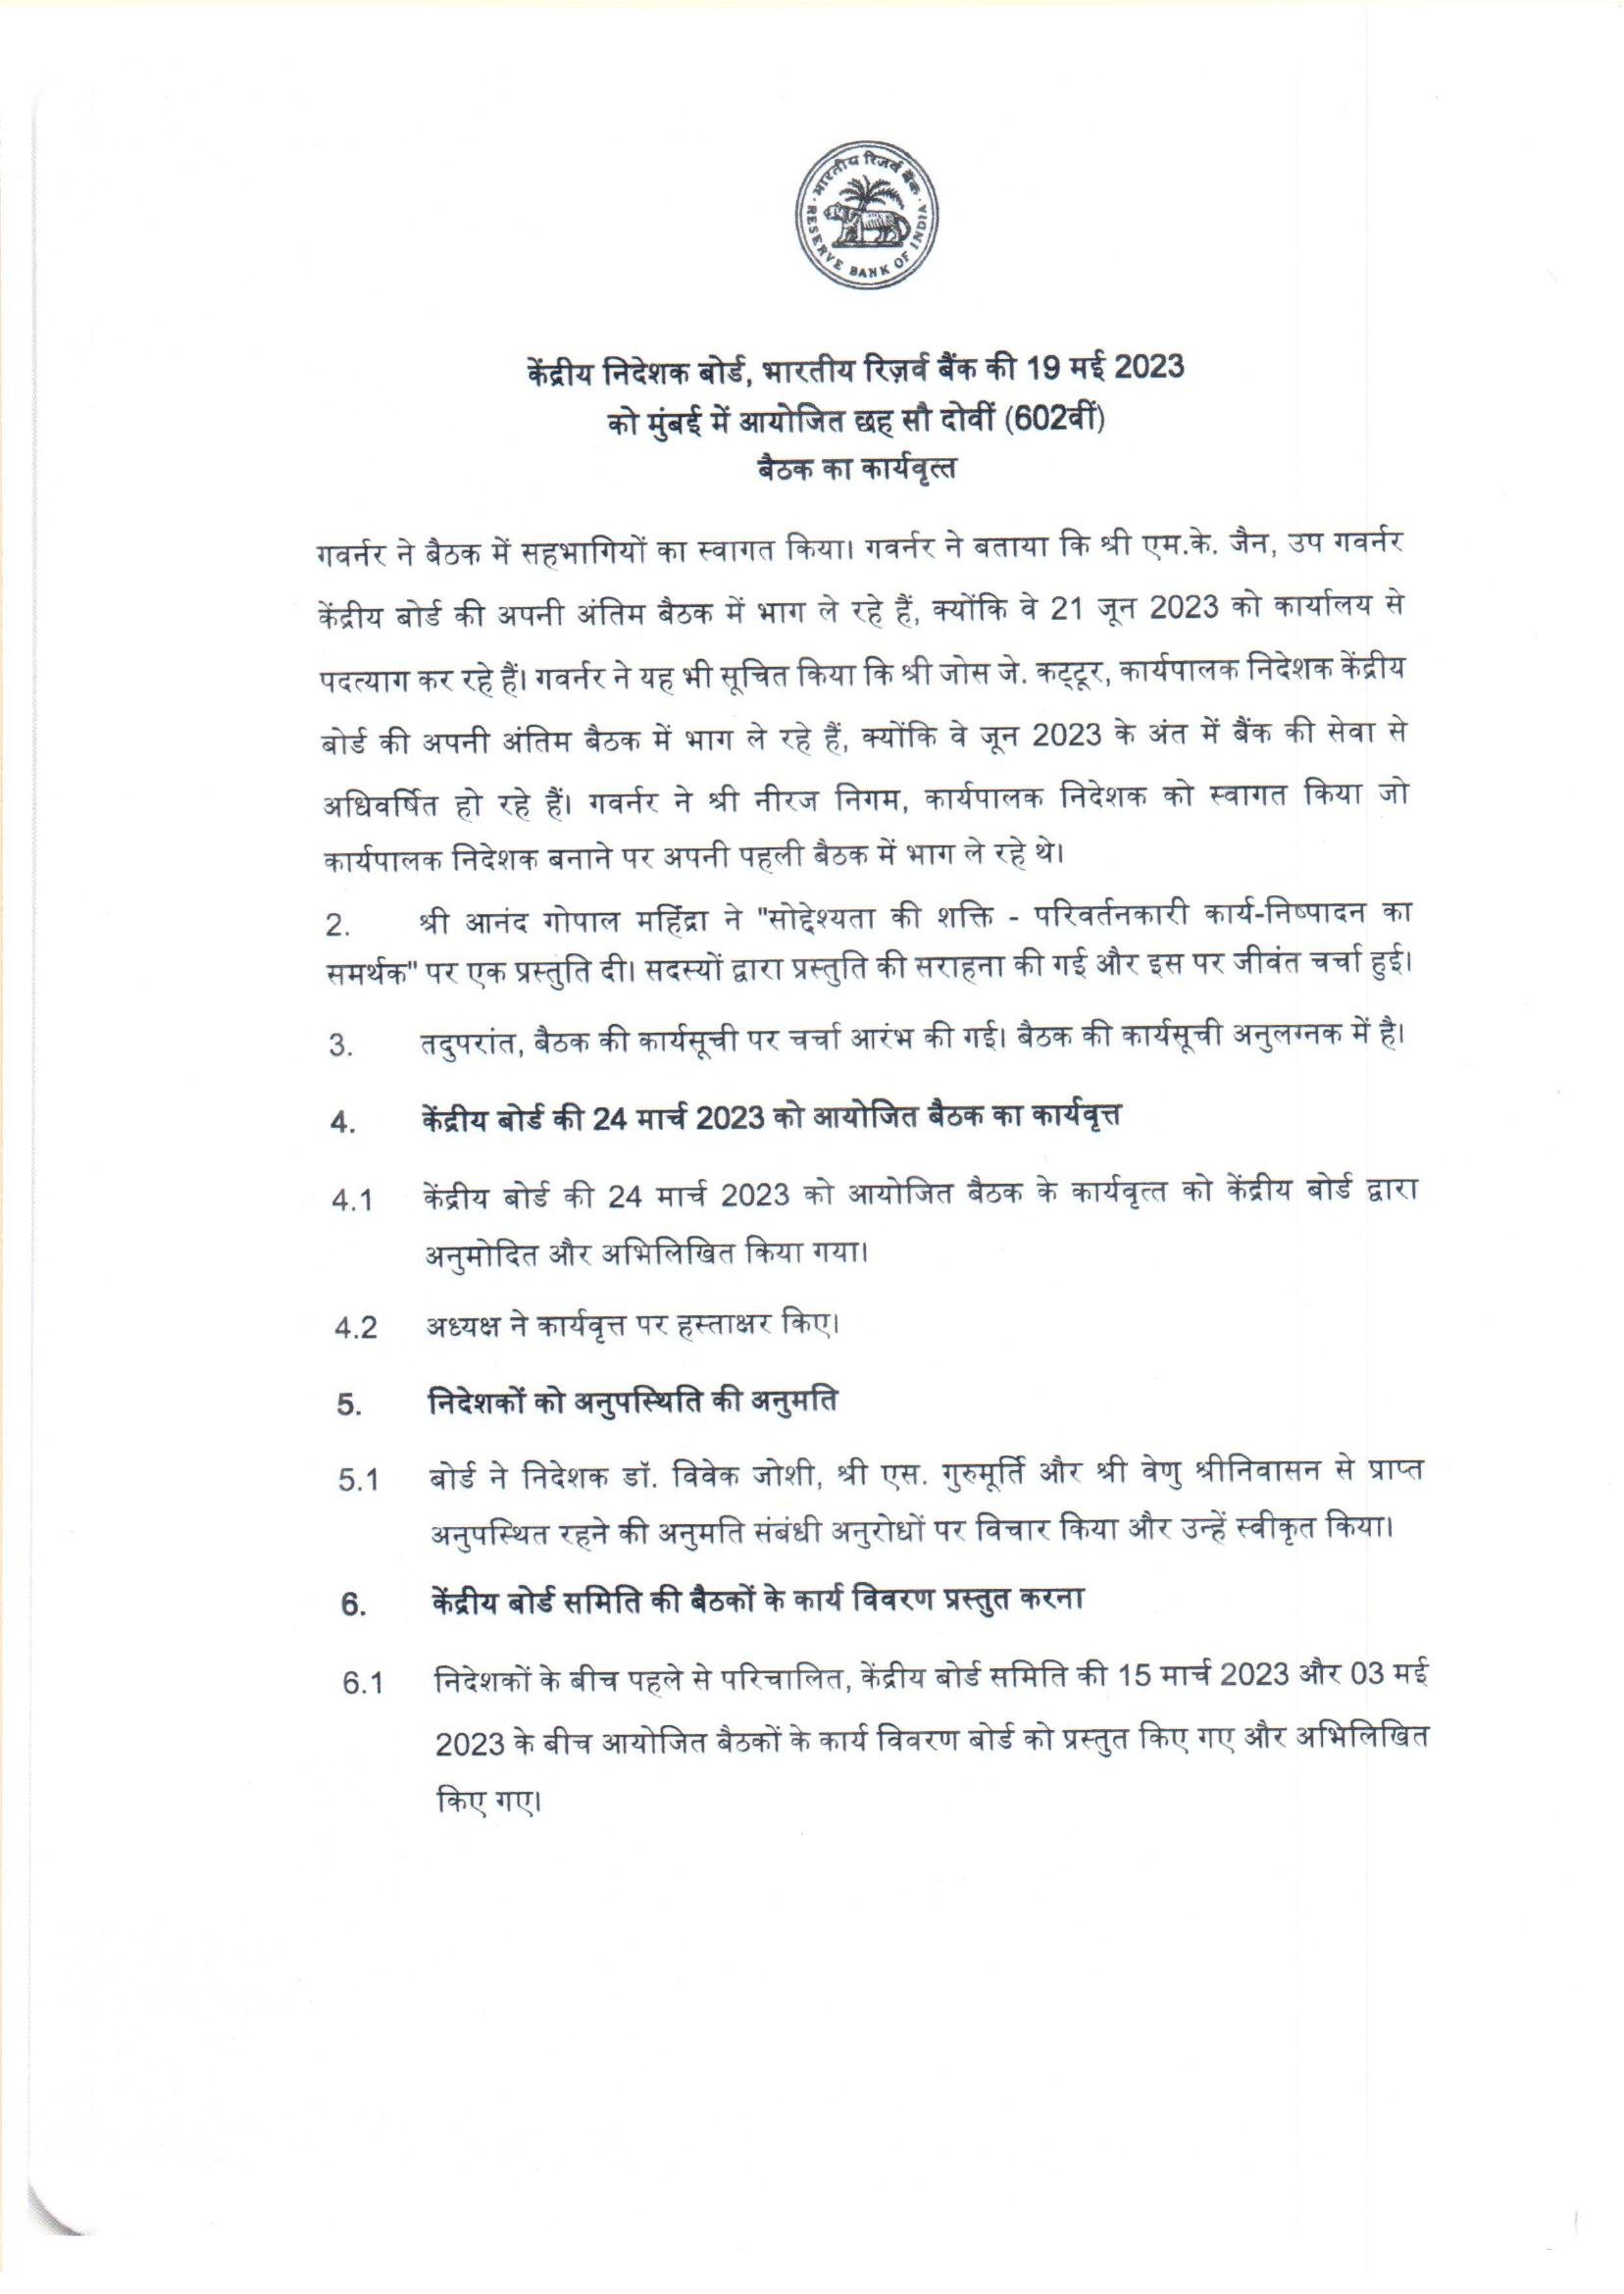 भारतीय रिज़र्व बैंक
RESERVE BANK OF INDIA
केंद्रीय निदेशक बोर्ड, भारतीय रिज़र्व बैंक की 19 मई 2023
को मुंबई में आयोजित छह सौ दोवीं (602वीं)
बैठक का कार्यवृत्त
गवर्नर ने बैठक में सहभागियों का स्वागत किया। गवर्नर ने बताया कि श्री एम.के. जैन, उप गवर्नर
केंद्रीय बोर्ड की अपनी अंतिम बैठक में भाग ले रहे हैं, क्योंकि वे 21 जून 2023 को कार्यालय से
पदत्याग कर रहे हैं। गवर्नर ने यह भी सूचित किया कि श्री जोस जे. कट्टूर, कार्यपालक निदेशक केंद्रीय
बोर्ड की अपनी अंतिम बैठक में भाग ले रहे हैं, क्योंकि वे जून 2023 के अंत में बैंक की सेवा से
अधिवर्षित हो रहे हैं। गवर्नर ने श्री नीरज निगम, कार्यपालक निदेशक को स्वागत किया जो
कार्यपालक निदेशक बनाने पर अपनी पहली बैठक में भाग ले रहे थे।
2. श्री आनंद गोपाल महिंद्रा ने "सोद्देश्यता की शक्ति - परिवर्तनकारी कार्य-निष्पादन का
समर्थक" पर एक प्रस्तुति दी। सदस्यों द्वारा प्रस्तुति की सराहना की गई और इस पर जीवंत चर्चा हुई।
3. तदुपरांत, बैठक की कार्यसूची पर चर्चा आरंभ की गई। बैठक की कार्यसूची अनुलग्नक में है।
4. केंद्रीय बोर्ड की 24 मार्च 2023 को आयोजित बैठक का कार्यवृत्त
4.1 केंद्रीय बोर्ड की 24 मार्च 2023 को आयोजित बैठक के कार्यवृत्त को केंद्रीय बोर्ड द्वारा
अनुमोदित और अभिलिखित किया गया।
4.2 अध्यक्ष ने कार्यवृत्त पर हस्ताक्षर किए।
5. निदेशकों को अनुपस्थिति की अनुमति
5.1 बोर्ड ने निदेशक डॉ. विवेक जोशी, श्री एस. गुरुमूर्ति और श्री वेणु श्रीनिवासन से प्राप्त
अनुपस्थित रहने की अनुमति संबंधी अनुरोधों पर विचार किया और उन्हें स्वीकृत किया।
6. केंद्रीय बोर्ड समिति की बैठकों के कार्य विवरण प्रस्तुत करना
6.1 निदेशकों के बीच पहले से परिचालित, केंद्रीय बोर्ड समिति की 15 मार्च 2023 और 03 मई
2023 के बीच आयोजित बैठकों के कार्य विवरण बोर्ड को प्रस्तुत किए गए और अभिलिखित
किए गए।